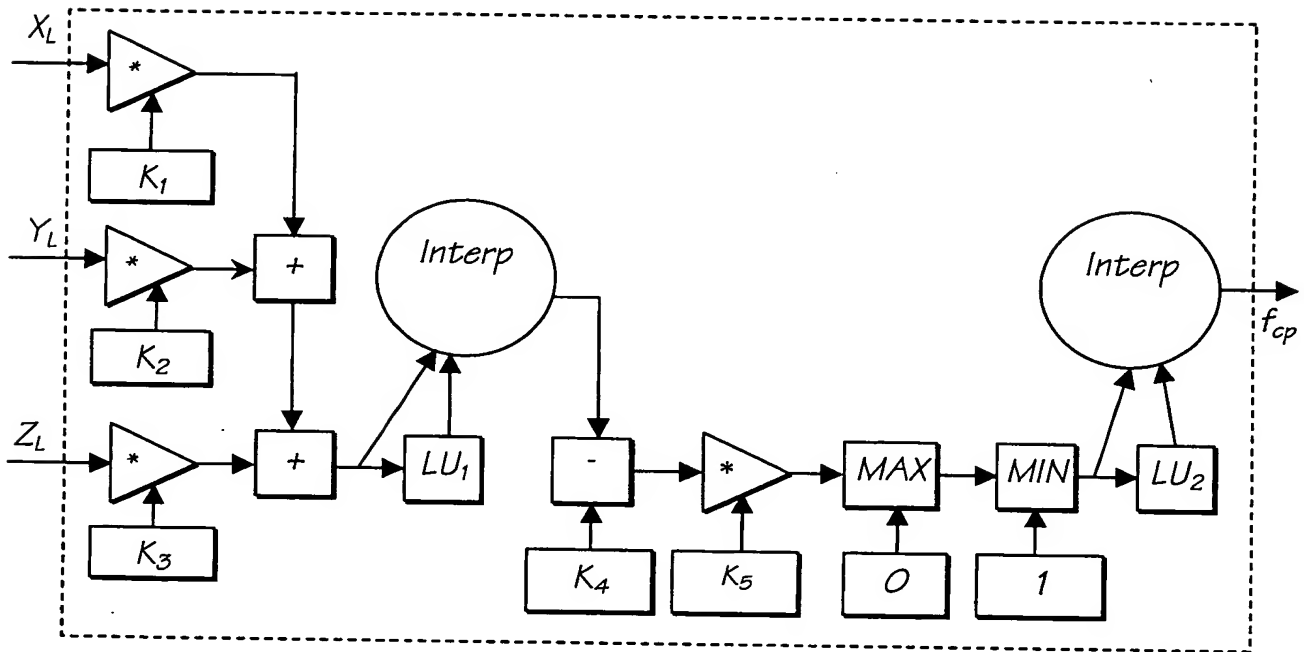 X_L
*
K_1
Y_L
*
+
Interp
Interp
f_cp
K_2
Z_L
*
+
LU_1
-
*
MAX
MIN
LU_2
K_3
K_4
K_5
0
1